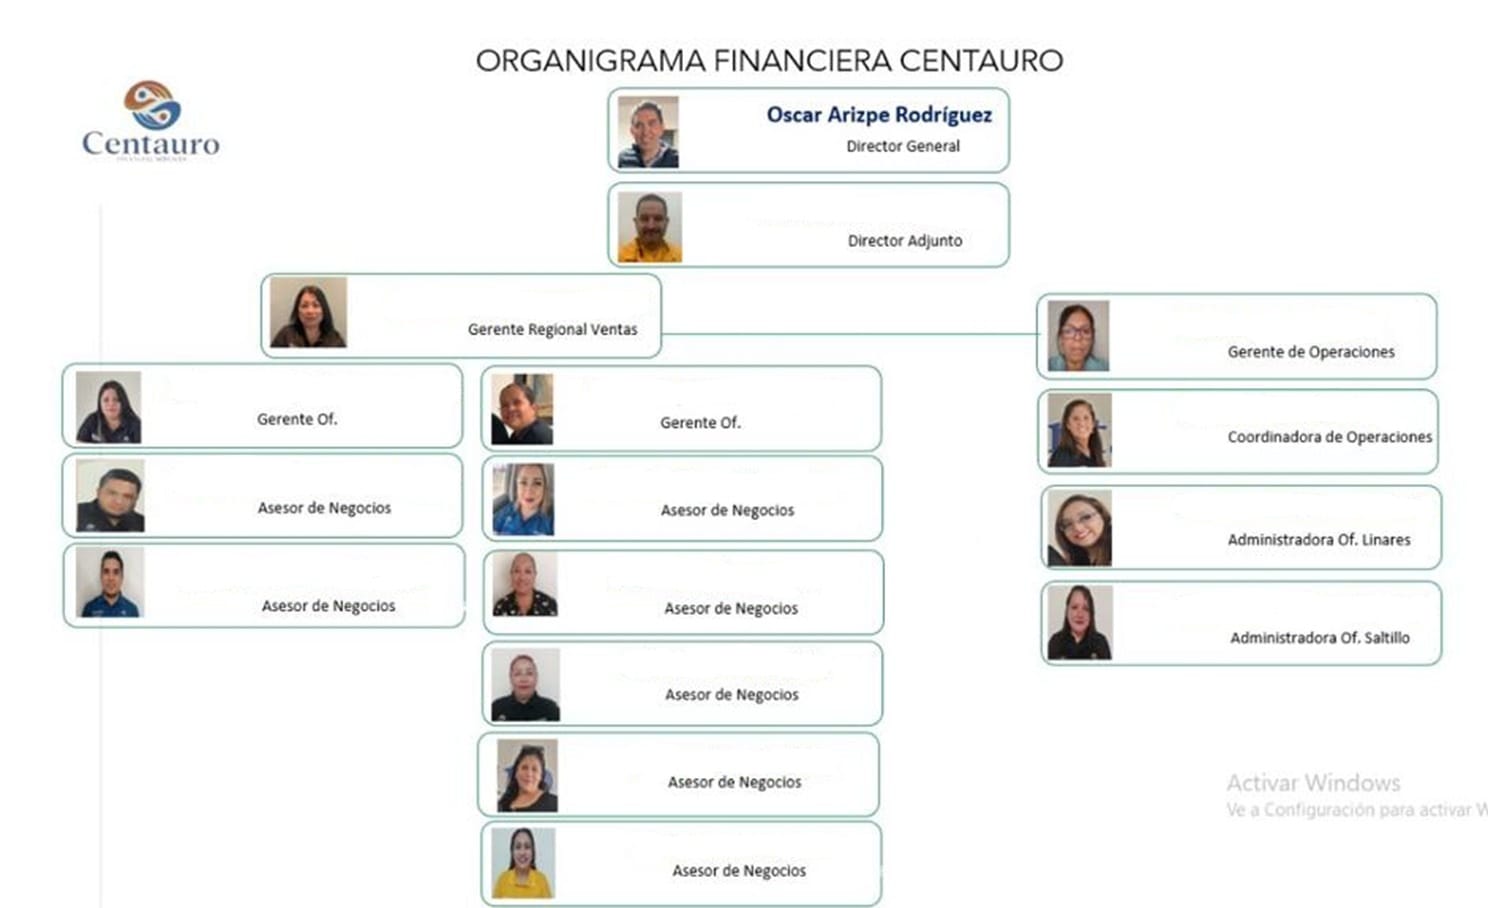 ORGANIGRAMA FINANCIERA CENTAURO
Centauro
Oscar Arizpe Rodríguez
Director General
Director Adjunto
Gerente Regional Ventas
Gerente de Operaciones
Gerente Of.
Gerente Of.
Coordinadora de Operaciones
Asesor de Negocios
Asesor de Negocios
Administradora Of. Linares
Asesor de Negocios
Asesor de Negocios
Administradora Of. Saltillo
Asesor de Negocios
Asesor de Negocios
Asesor de Negocios
Activar Windows
Ve a Configuración para activar W